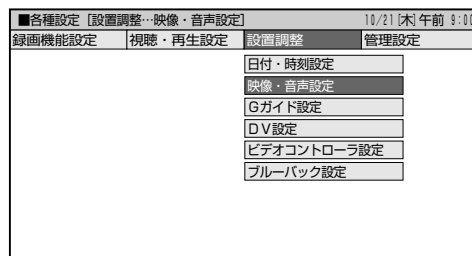 ■各種設定［設置調整…映像・音声設定］ 10/21［木］午前 9:00
録画機能設定 視聴・再生設定 設置調整 管理設定
日付・時刻設定
映像・音声設定
Gガイド設定
DV設定
ビデオコントローラ設定
ブルーバック設定